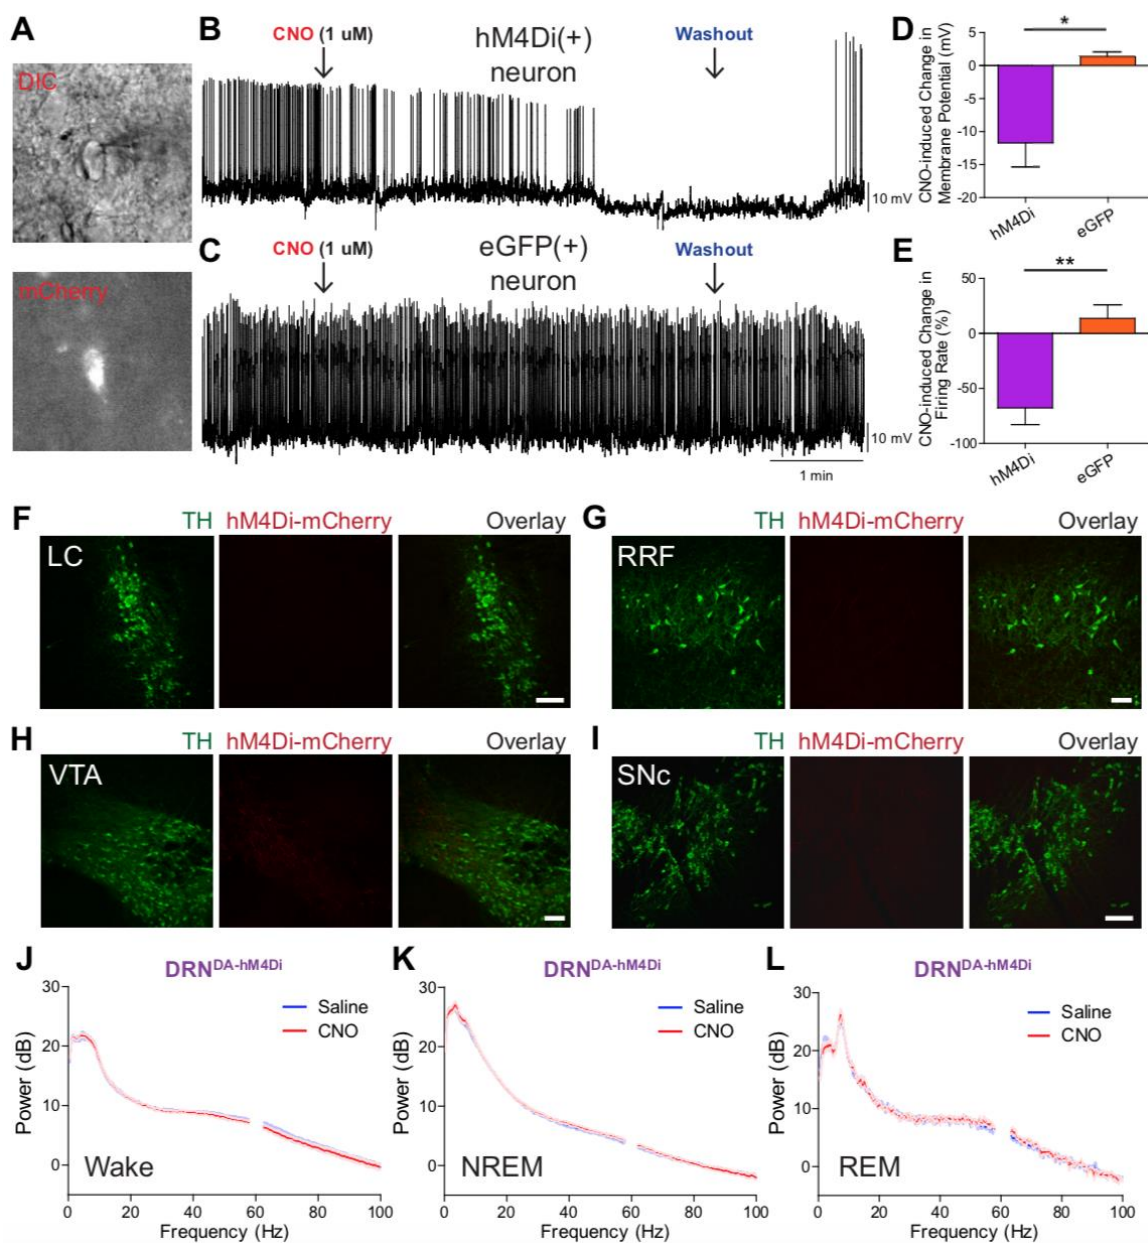 A
DIC
mCherry
B
CNO (1 uM)
hM4Di(+)
neuron
Washout
10 mV
C
CNO (1 uM)
eGFP(+)
neuron
Washout
10 mV
1 min
D
*
CNO-induced Change in
Membrane Potential (mV)
5
0
-5
-10
-15
-20
hM4Di
eGFP
E
**
CNO-induced Change in
Firing Rate (%)
50
0
-50
-100
hM4Di
eGFP
F
TH hM4Di-mCherry Overlay
LC
G
TH hM4Di-mCherry Overlay
RRF
H
TH hM4Di-mCherry Overlay
VTA
I
TH hM4Di-mCherry Overlay
SNc
J
DRN^DA-hM4Di
Saline
CNO
Power (dB)
30
20
10
0
Wake
0 20 40 60 80 100
Frequency (Hz)
K
DRN^DA-hM4Di
Saline
CNO
Power (dB)
30
20
10
0
NREM
0 20 40 60 80 100
Frequency (Hz)
L
DRN^DA-hM4Di
Saline
CNO
Power (dB)
30
20
10
0
REM
0 20 40 60 80 100
Frequency (Hz)